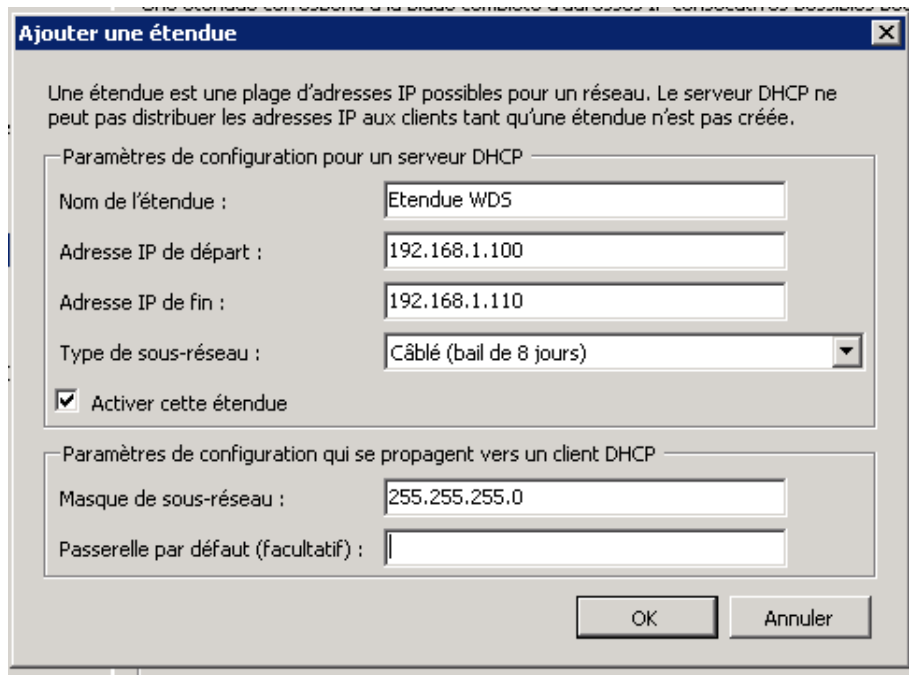 Ajouter une étendue
Une étendue est une plage d'adresses IP possibles pour un réseau. Le serveur DHCP ne
peut pas distribuer les adresses IP aux clients tant qu'une étendue n'est pas créée.
Paramètres de configuration pour un serveur DHCP
Nom de l'étendue :
Etendue WDS
Adresse IP de départ :
192.168.1.100
Adresse IP de fin :
192.168.1.110
Type de sous-réseau :
Câblé (bail de 8 jours)
Activer cette étendue
Paramètres de configuration qui se propagent vers un client DHCP
Masque de sous-réseau :
255.255.255.0
Passerelle par défaut (facultatif) :
OK
Annuler